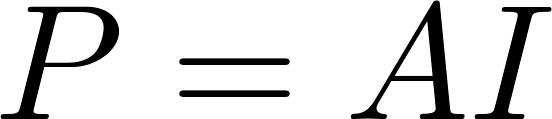 P = AI